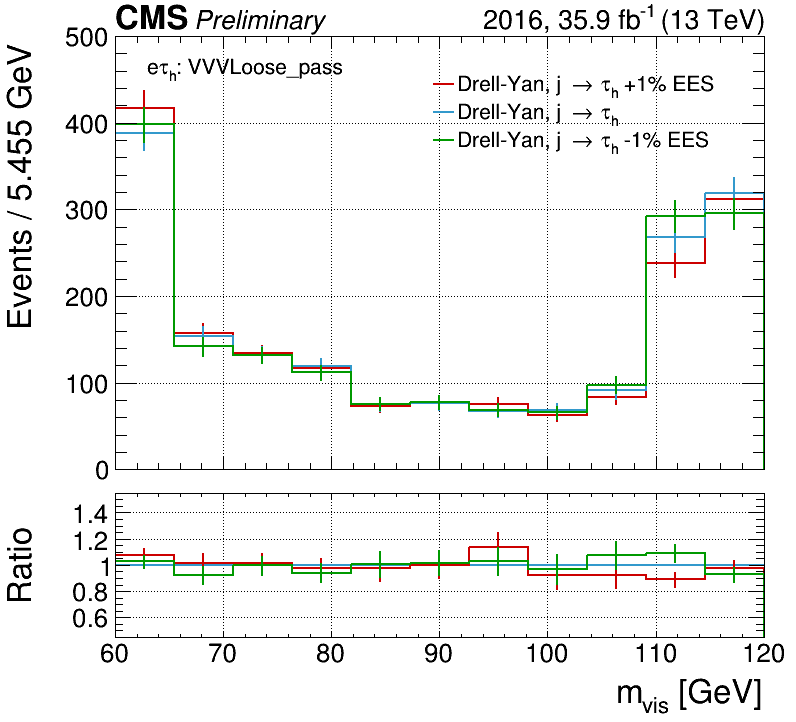 CMS Preliminary 2016, 35.9 fb⁻¹ (13 TeV)
eτₕ: VVVLoose_pass
Drell-Yan, j → τₕ +1% EES
Drell-Yan, j → τₕ
Drell-Yan, j → τₕ -1% EES
Events / 5.455 GeV
500
400
300
200
100
0
Ratio
1.4
1.2
1
0.8
0.6
60 70 80 90 100 110 120
m_vis [GeV]